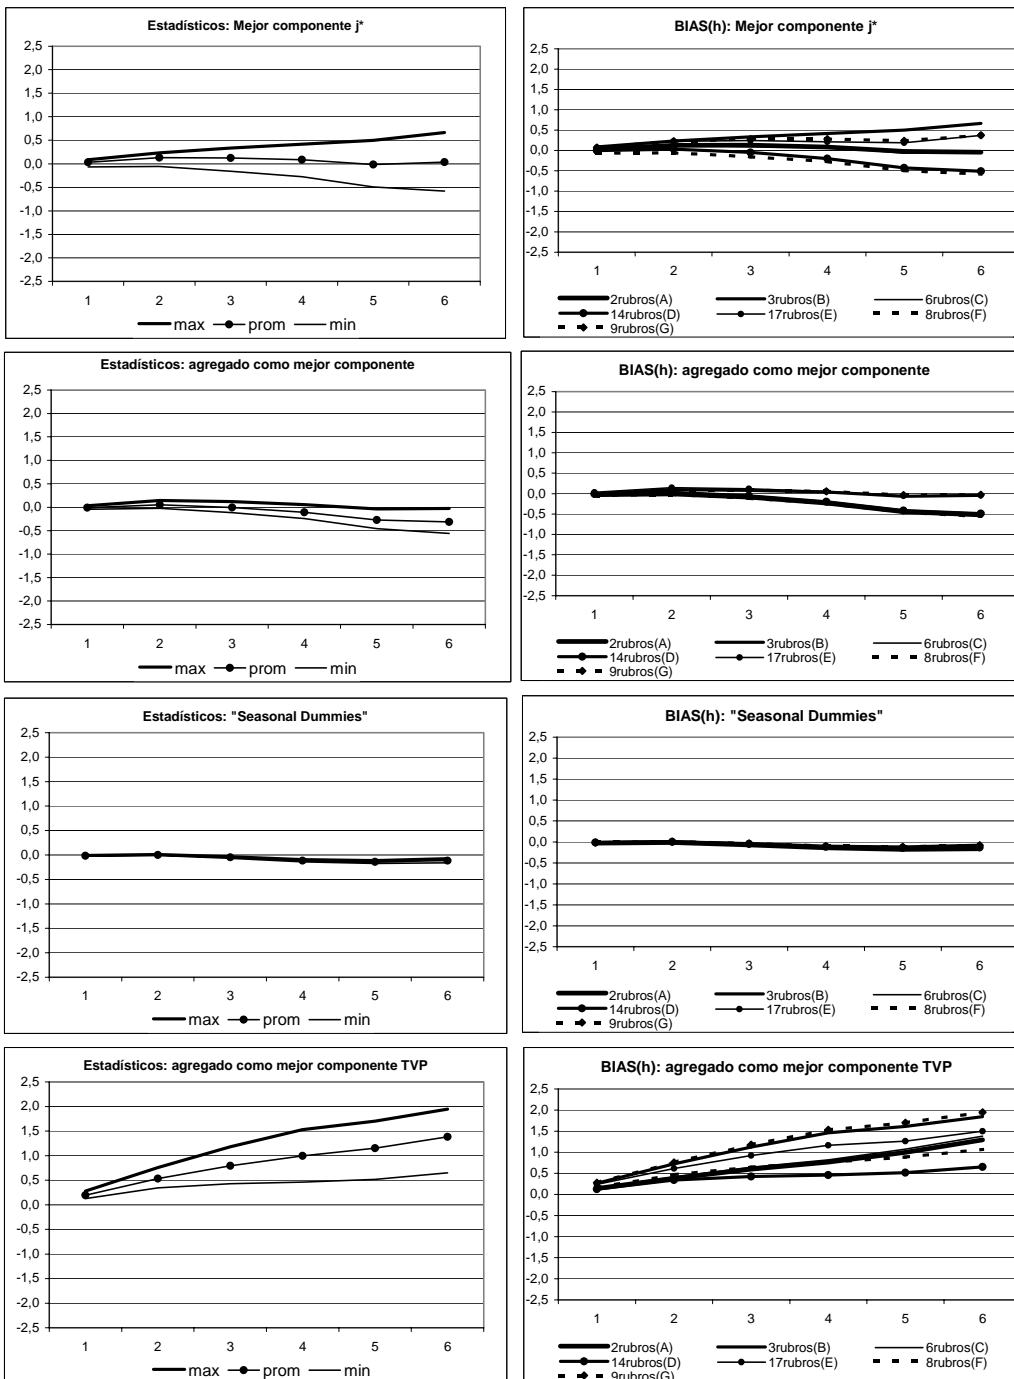 Estadísticos: Mejor componente j*
2,5
2,0
1,5
1,0
0,5
0,0
-0,5
-1,0
-1,5
-2,0
-2,5
1 2 3 4 5 6
max prom min
BIAS(h): Mejor componente j*
2,5
2,0
1,5
1,0
0,5
0,0
-0,5
-1,0
-1,5
-2,0
-2,5
1 2 3 4 5 6
2rubros(A) 3rubros(B) 6rubros(C)
14rubros(D) 17rubros(E) 8rubros(F)
9rubros(G)
Estadísticos: agregado como mejor componente
2,5
2,0
1,5
1,0
0,5
0,0
-0,5
-1,0
-1,5
-2,0
-2,5
1 2 3 4 5 6
max prom min
BIAS(h): agregado como mejor componente
2,5
2,0
1,5
1,0
0,5
0,0
-0,5
-1,0
-1,5
-2,0
-2,5
1 2 3 4 5 6
2rubros(A) 3rubros(B) 6rubros(C)
14rubros(D) 17rubros(E) 8rubros(F)
9rubros(G)
Estadísticos: "Seasonal Dummies"
2,5
2,0
1,5
1,0
0,5
0,0
-0,5
-1,0
-1,5
-2,0
-2,5
1 2 3 4 5 6
max prom min
BIAS(h): "Seasonal Dummies"
2,5
2,0
1,5
1,0
0,5
0,0
-0,5
-1,0
-1,5
-2,0
-2,5
1 2 3 4 5 6
2rubros(A) 3rubros(B) 6rubros(C)
14rubros(D) 17rubros(E) 8rubros(F)
9rubros(G)
Estadísticos: agregado como mejor componente TVP
2,5
2,0
1,5
1,0
0,5
0,0
-0,5
-1,0
-1,5
-2,0
-2,5
1 2 3 4 5 6
max prom min
BIAS(h): agregado como mejor componente TVP
2,5
2,0
1,5
1,0
0,5
0,0
-0,5
-1,0
-1,5
-2,0
-2,5
1 2 3 4 5 6
2rubros(A) 3rubros(B) 6rubros(C)
14rubros(D) 17rubros(E) 8rubros(F)
9rubros(G)